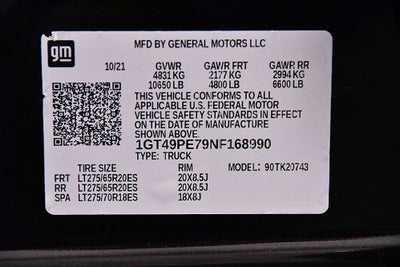 gm
MFD BY GENERAL MOTORS LLC
10/21 GVWR GAWR FRT GAWR RR
4831 KG 2177 KG 2994 KG
10650 LB 4800 LB 6600 LB
THIS VEHICLE CONFORMS TO ALL
APPLICABLE U.S. FEDERAL MOTOR
VEHICLE SAFETY STANDARDS IN EFFECT
ON THE DATE OF MANUFACTURE
SHOWN ABOVE.
1GT49PE79NF168990
TYPE: TRUCK
TIRE SIZE RIM MODEL: 90TK20743
FRT LT275/65R20ES 20X8.5J
RR LT275/65R20ES 20X8.5J
SPA LT275/70R18ES 18X8J